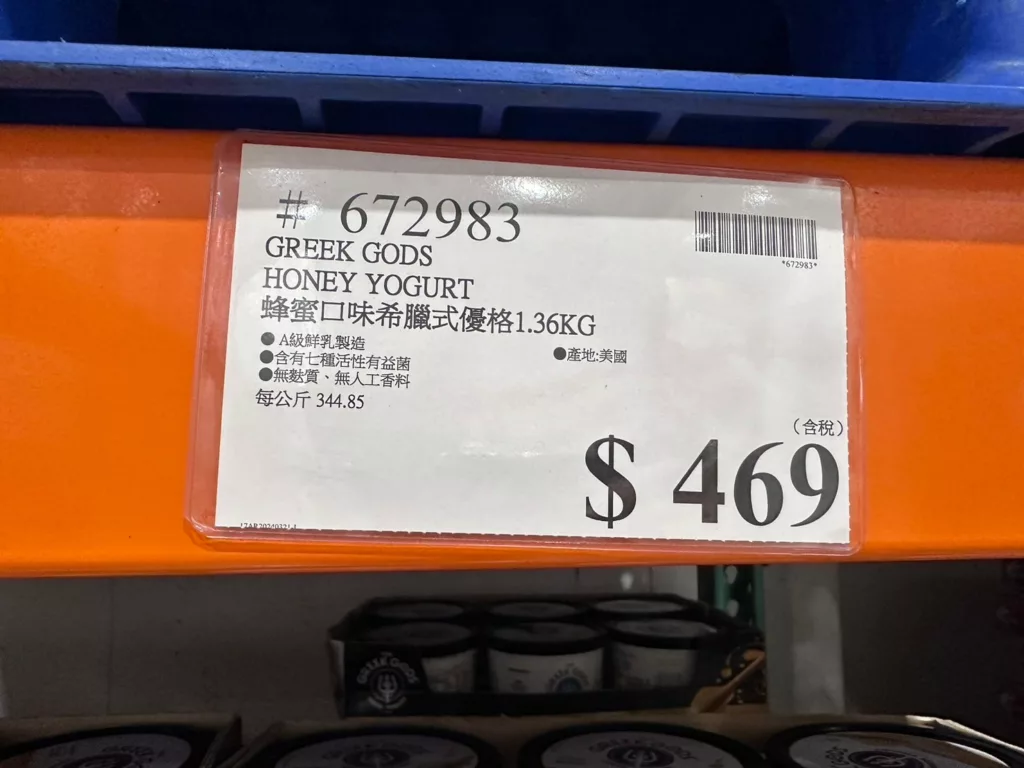 # 672983
*672983*
GREEK GODS
HONEY YOGURT
蜂蜜口味希臘式優格1.36KG
●A級鮮乳製造
●產地:美國
●含有七種活性有益菌
●無麩質、無人工香料
每公斤 344.85
(含稅)
$ 469
GREEK GODS